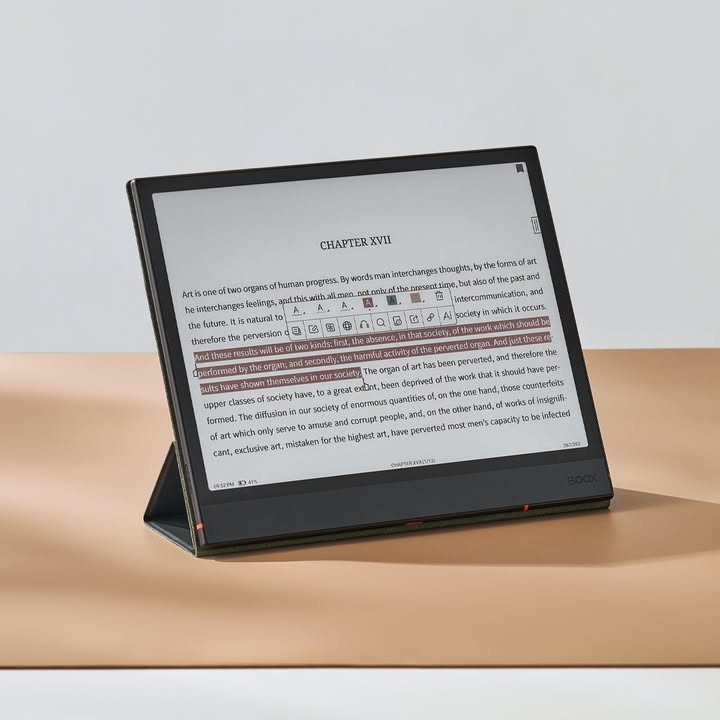 CHAPTER XVII
Art is one of two organs of human progress. By words man interchanges thoughts, by the forms of art
he interchanges feelings, and this with all men, not only of the present time, but also of the past and
the future. It is natural to intercommunication, and
therefore the perversion society in which it occurs.
And these results will be of two kinds: first, the absence, in that society, of the work which should be
performed by the organ; and secondly, the harmful activity of the perverted organ. And just these re-
sults have shown themselves in our society. The organ of art has been perverted, and therefore the
upper classes of society have, to a great extent, been deprived of the work that it should have per-
formed. The diffusion in our society of enormous quantities of, on the one hand, those counterfeits
of art which only serve to amuse and corrupt people, and, on the other hand, of works of insignifi-
cant, exclusive art, mistaken for the highest art, have perverted most men's capacity to be infected
09:52 PM 47% CHAPTER XVII
BOOX